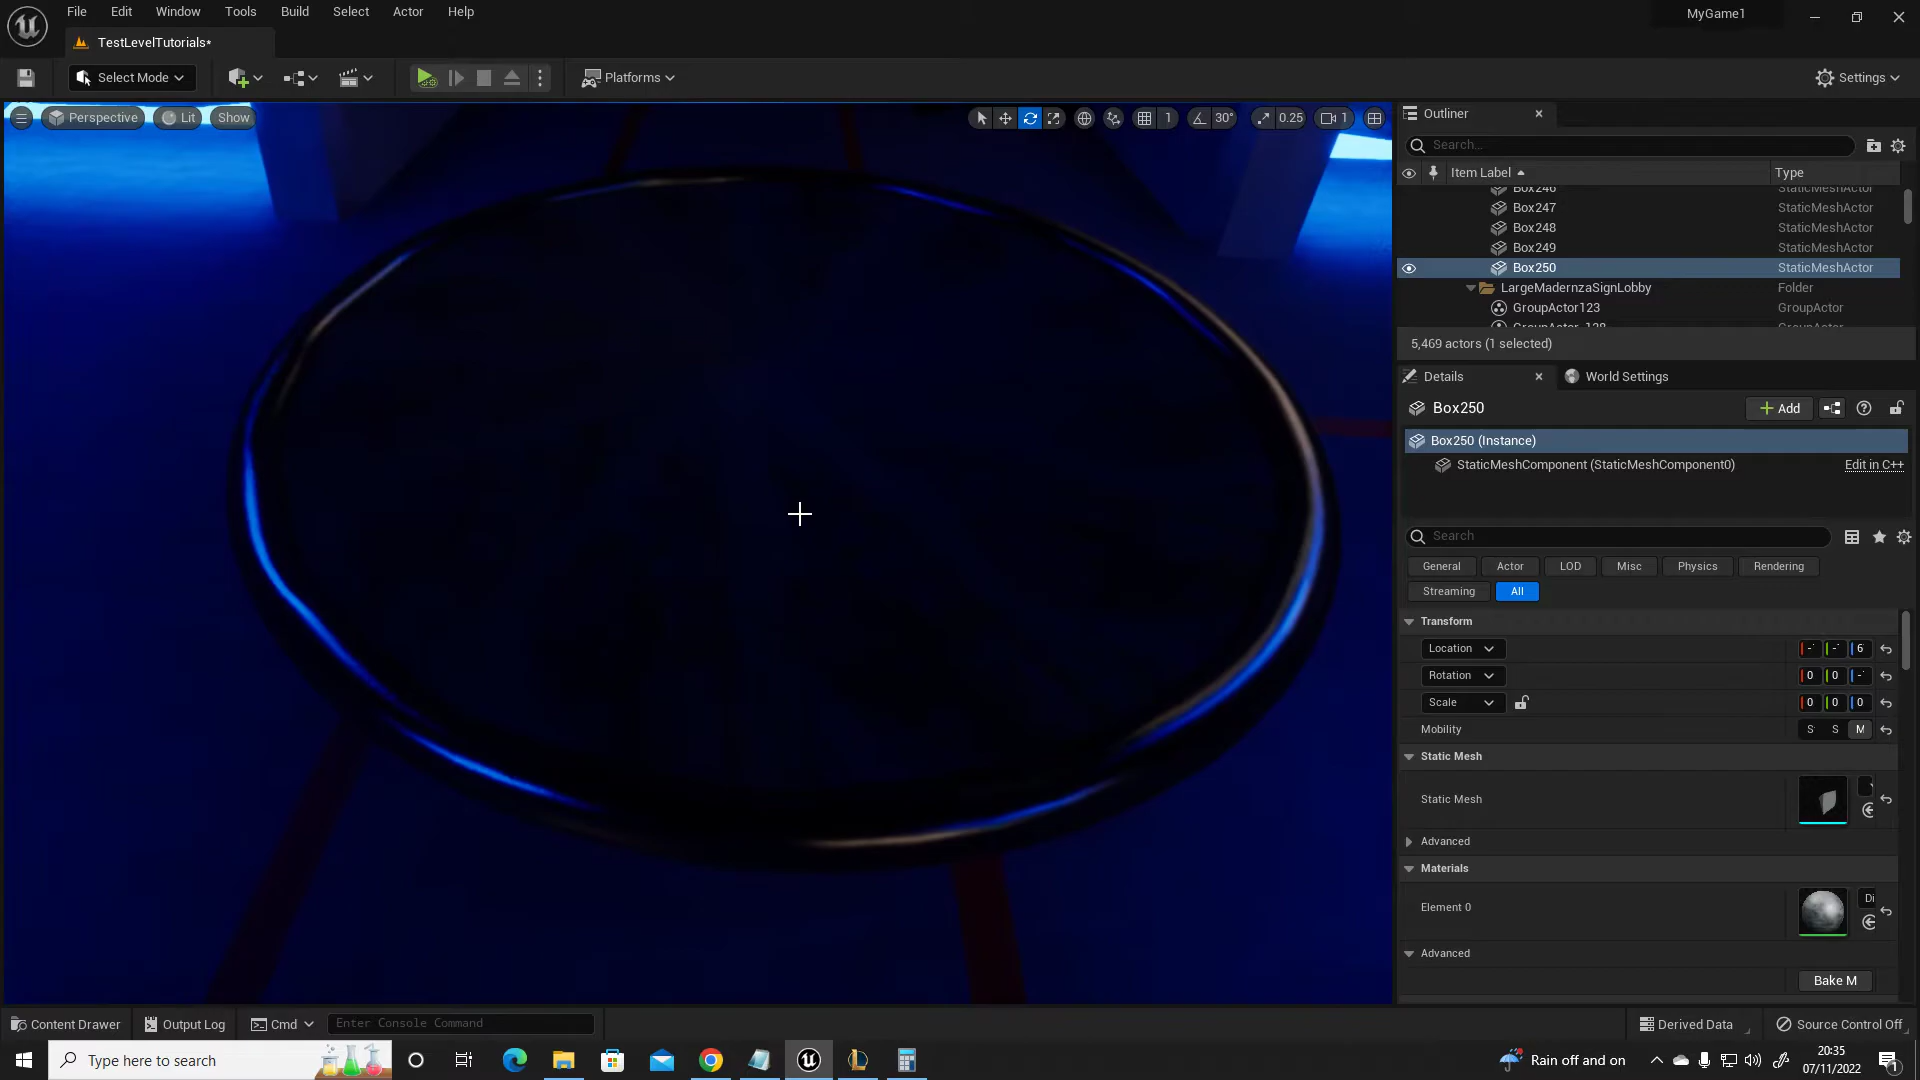 File Edit Window Tools Build Select Actor Help
MyGame1
TestLevelTutorials*
Select Mode
Platforms
Settings
Perspective Lit Show
1 30° 0.25 1
Outliner
Search...
Item Label Type
Box246 StaticMeshActor
Box247 StaticMeshActor
Box248 StaticMeshActor
Box249 StaticMeshActor
Box250 StaticMeshActor
LargeMadernzaSignLobby Folder
GroupActor123 GroupActor
5,469 actors (1 selected)
Details World Settings
Box250
Add
Box250 (Instance)
StaticMeshComponent (StaticMeshComponent0) Edit in C++
Search
General Actor LOD Misc Physics Rendering
Streaming All
Transform
Location - - 6
Rotation 0 0 -
Scale 0 0 0
Mobility S S M
Static Mesh
Static Mesh
Advanced
Materials
Element 0 Di
Advanced
Bake M
Content Drawer Output Log Cmd Enter Console Command
Derived Data Source Control Off
Type here to search
Rain off and on
20:35
07/11/2022
1